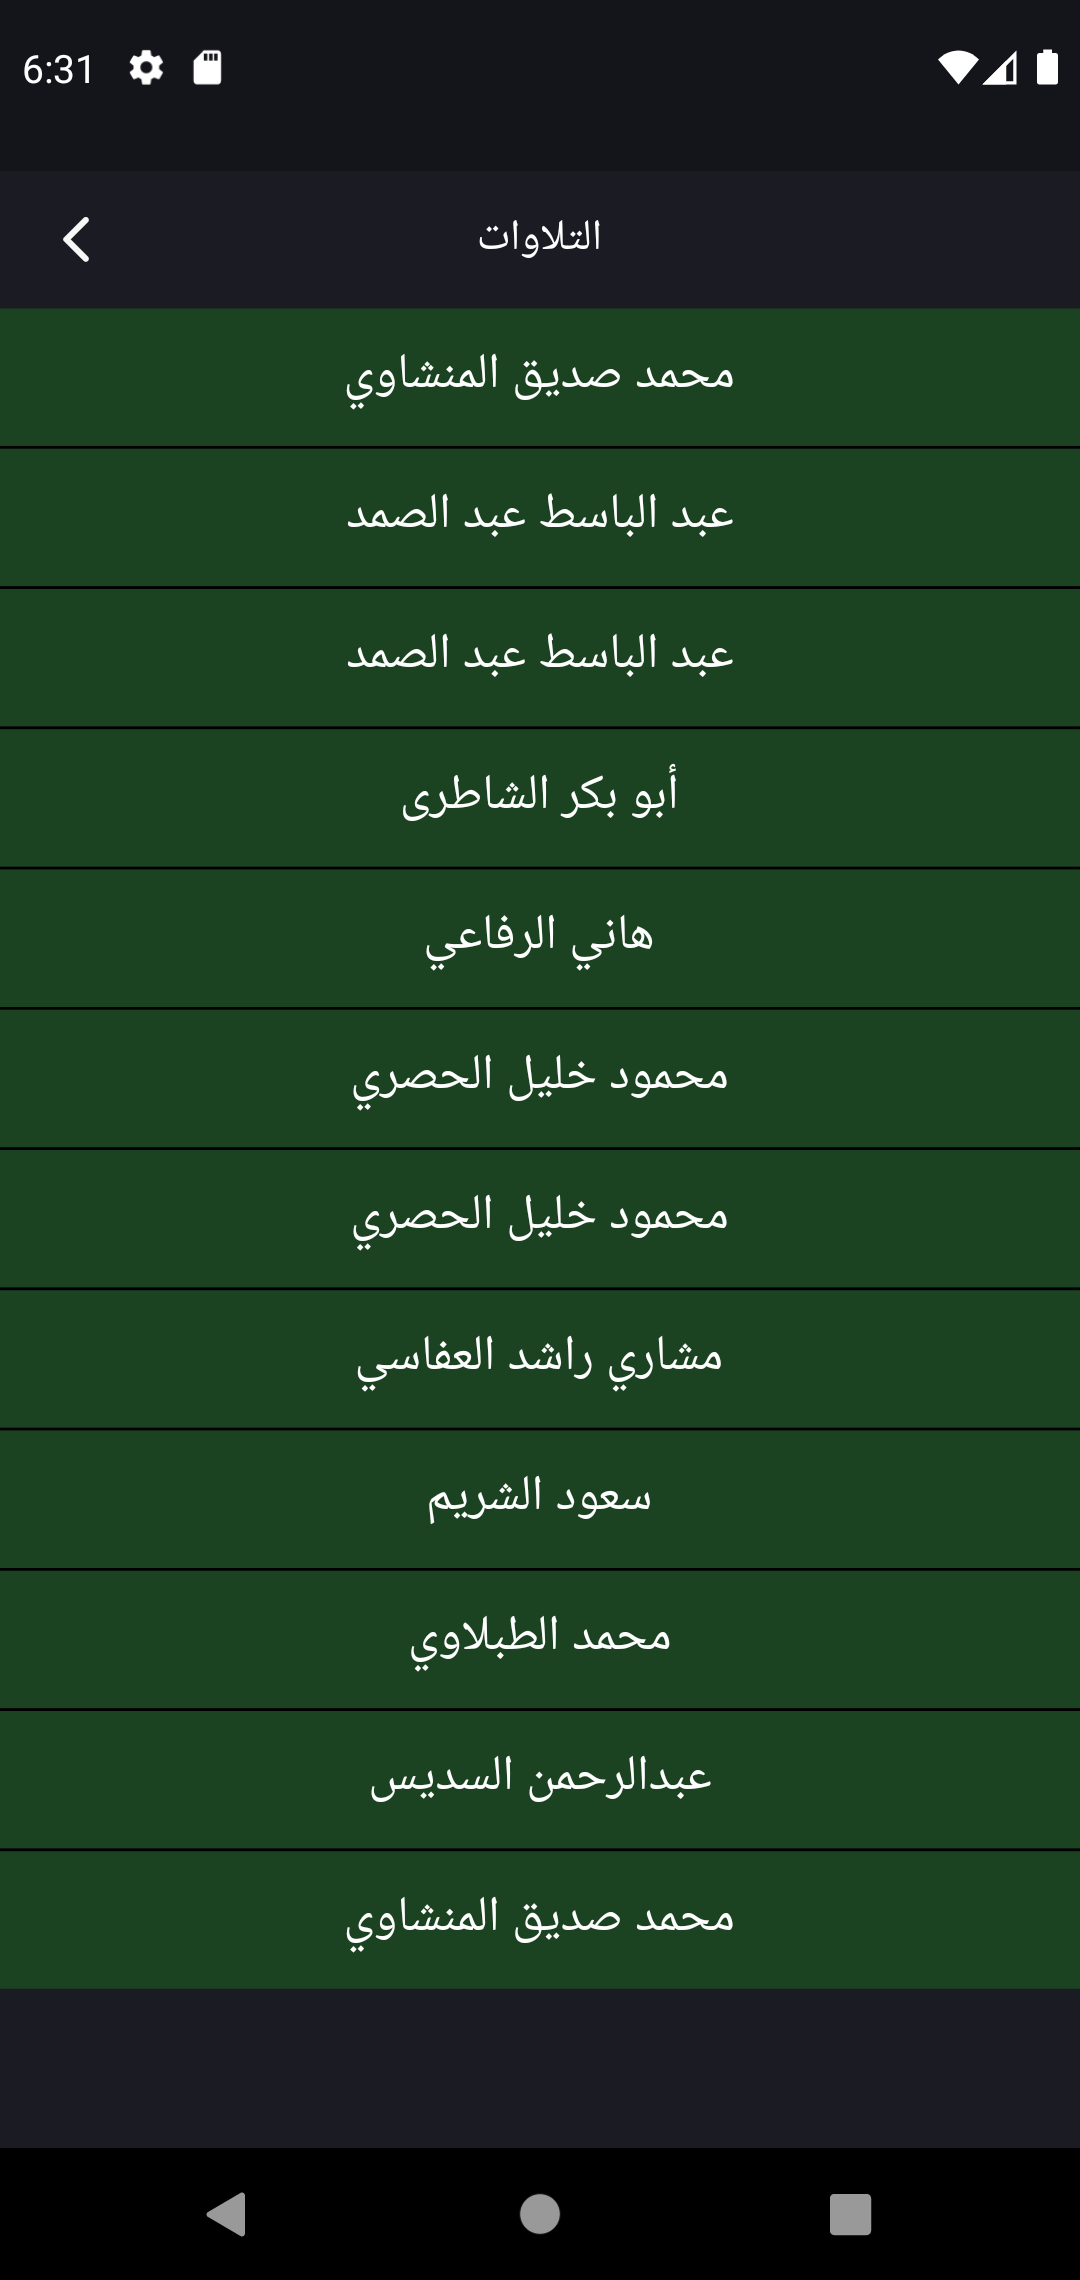 6:31
التلاوات
محمد صديق المنشاوي
عبد الباسط عبد الصمد
عبد الباسط عبد الصمد
أبو بكر الشاطرى
هاني الرفاعي
محمود خليل الحصري
محمود خليل الحصري
مشاري راشد العفاسي
سعود الشريم
محمد الطبلاوي
عبدالرحمن السديس
محمد صديق المنشاوي